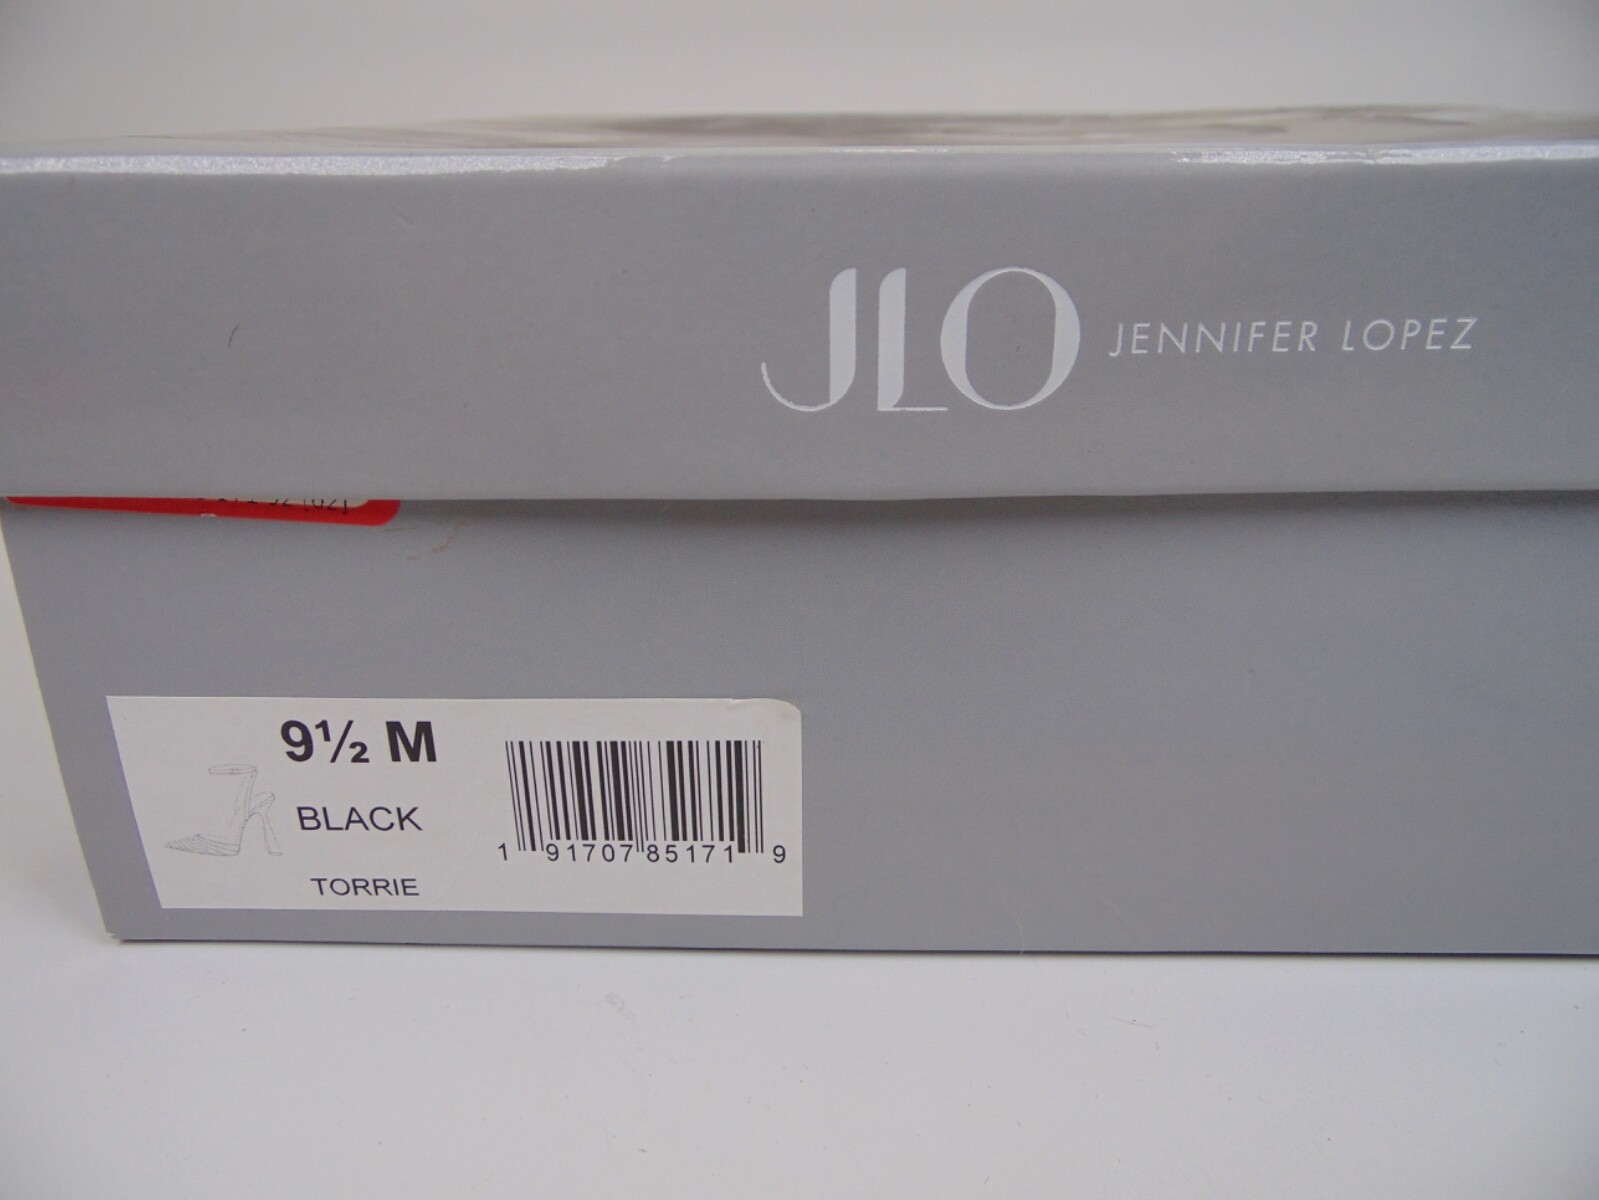 JLO JENNIFER LOPEZ
9½ M
BLACK
TORRIE
1 91707 85171 9